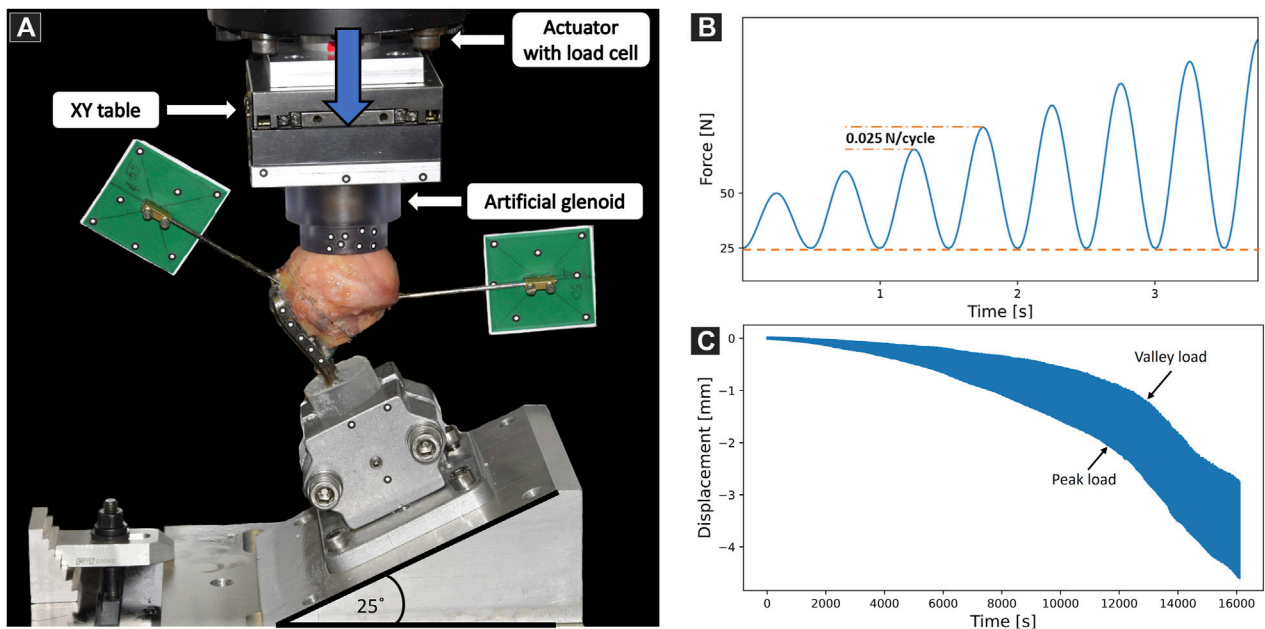 A
Actuator
with load cell
XY table
Artificial glenoid
25°
B
Force [N]
50
25
0.025 N/cycle
1
2
3
Time [s]
C
Displacement [mm]
0
−1
−2
−3
−4
Valley load
Peak load
0
2000
4000
6000
8000
10000
12000
14000
16000
Time [s]